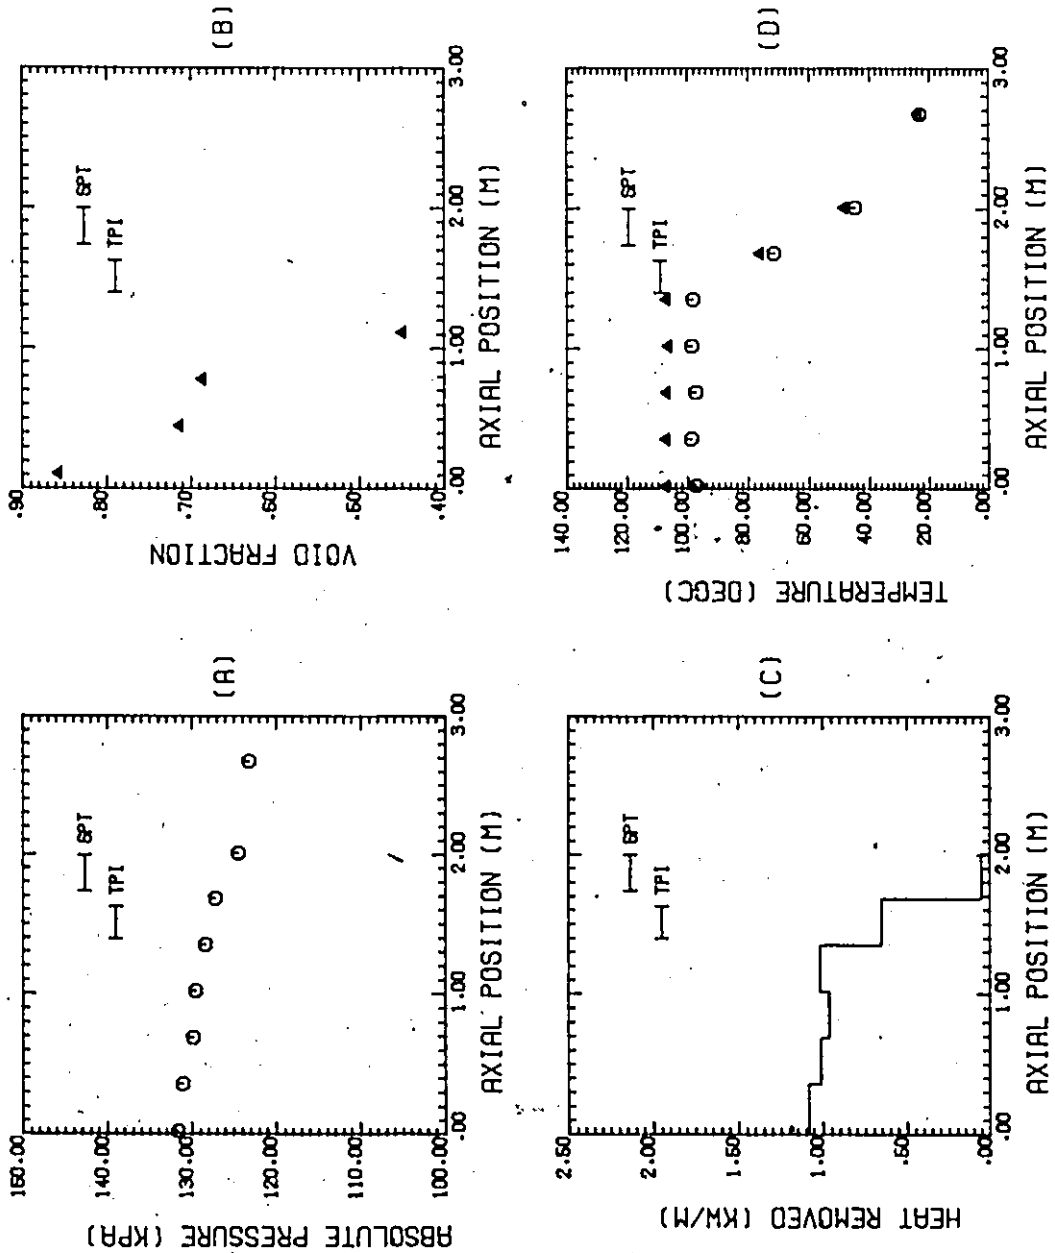 (A)
150.00
140.00
130.00
120.00
110.00
100.00
ABSOLUTE PRESSURE (KPA)
SPT
TPI
.00
1.00
2.00
3.00
AXIAL POSITION (M)
(B)
.90
.80
.70
.60
.50
.40
VOID FRACTION
SPT
TPI
.00
1.00
2.00
3.00
AXIAL POSITION (M)
(C)
2.50
2.00
1.50
1.00
.50
.00
HEAT REMOVED (KW/M)
SPT
TPI
.00
1.00
2.00
3.00
AXIAL POSITION (M)
(D)
140.00
120.00
100.00
80.00
60.00
40.00
20.00
.00
TEMPERATURE (DEGC)
SPT
TPI
.00
1.00
2.00
3.00
AXIAL POSITION (M)